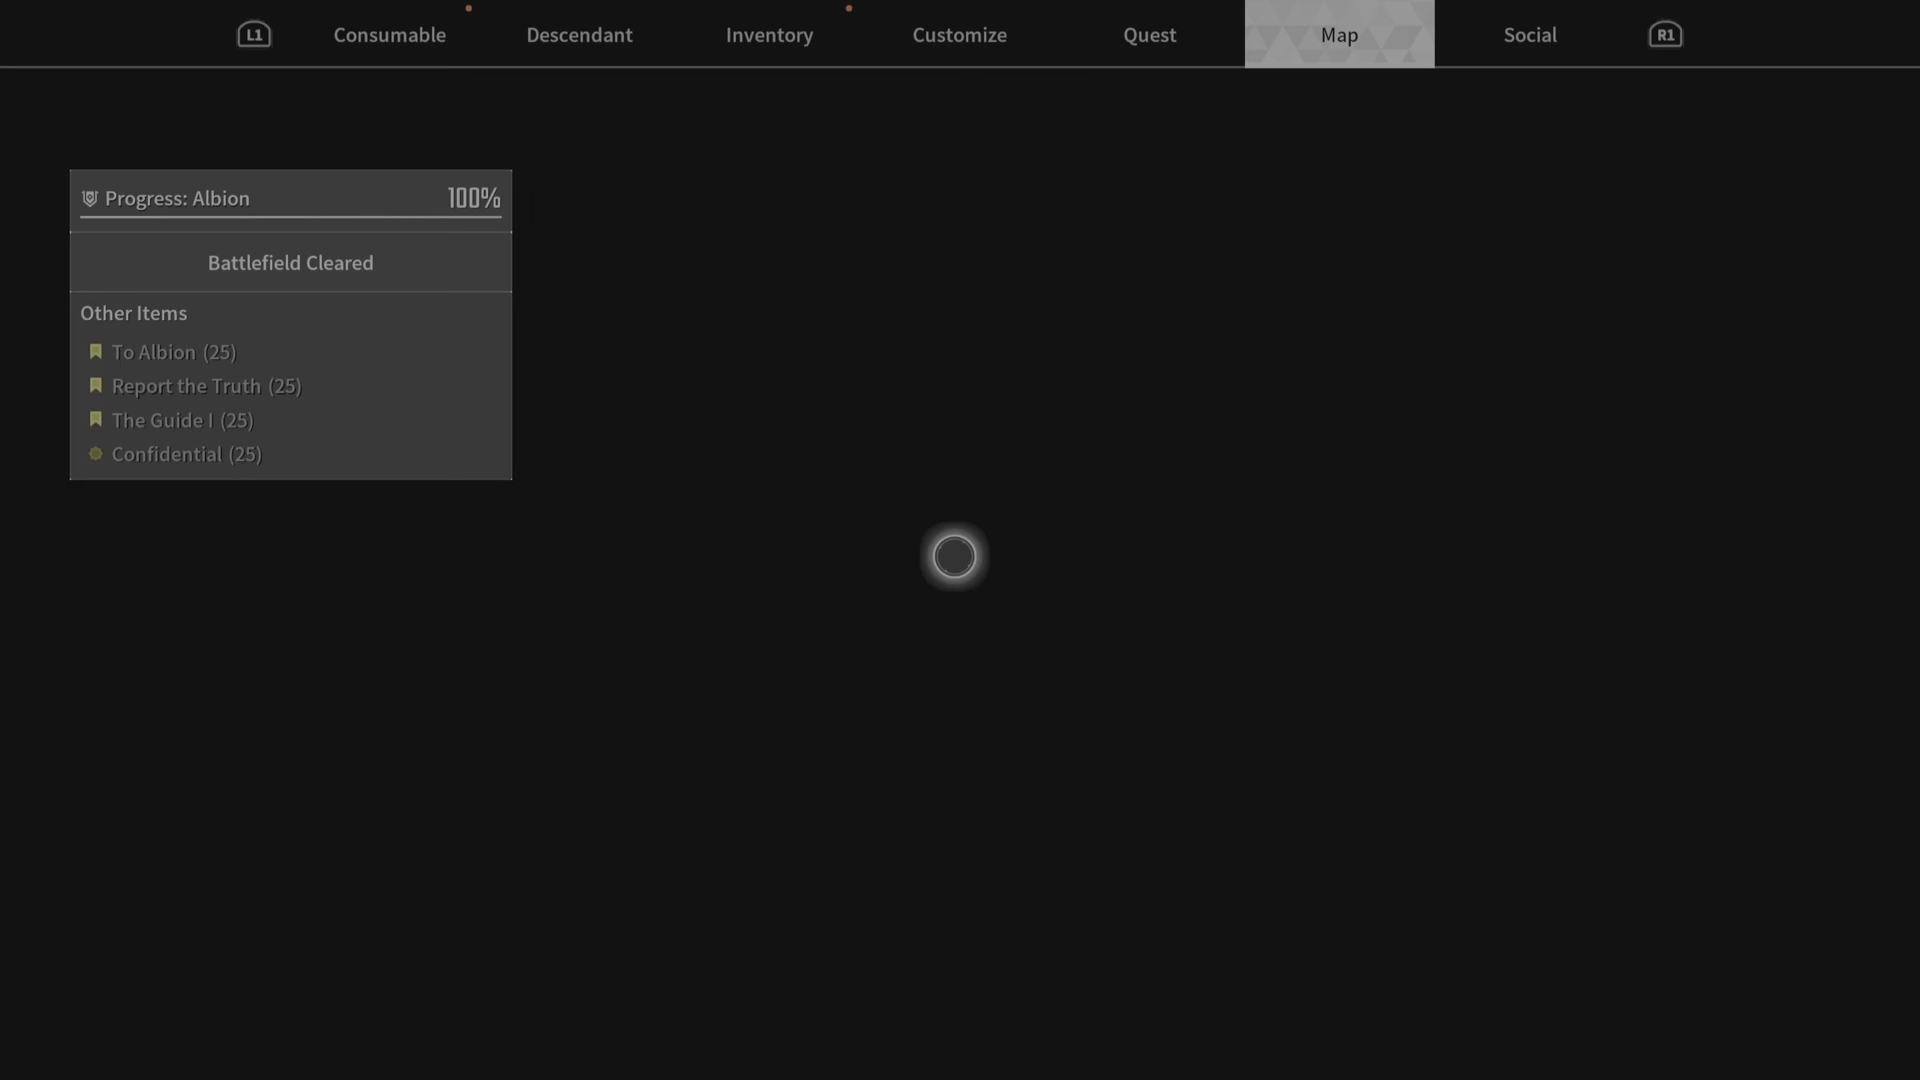 L1 Consumable Descendant Inventory Customize Quest Map Social R1
Progress: Albion 100%
Battlefield Cleared
Other Items
To Albion (25)
Report the Truth (25)
The Guide I (25)
Confidential (25)